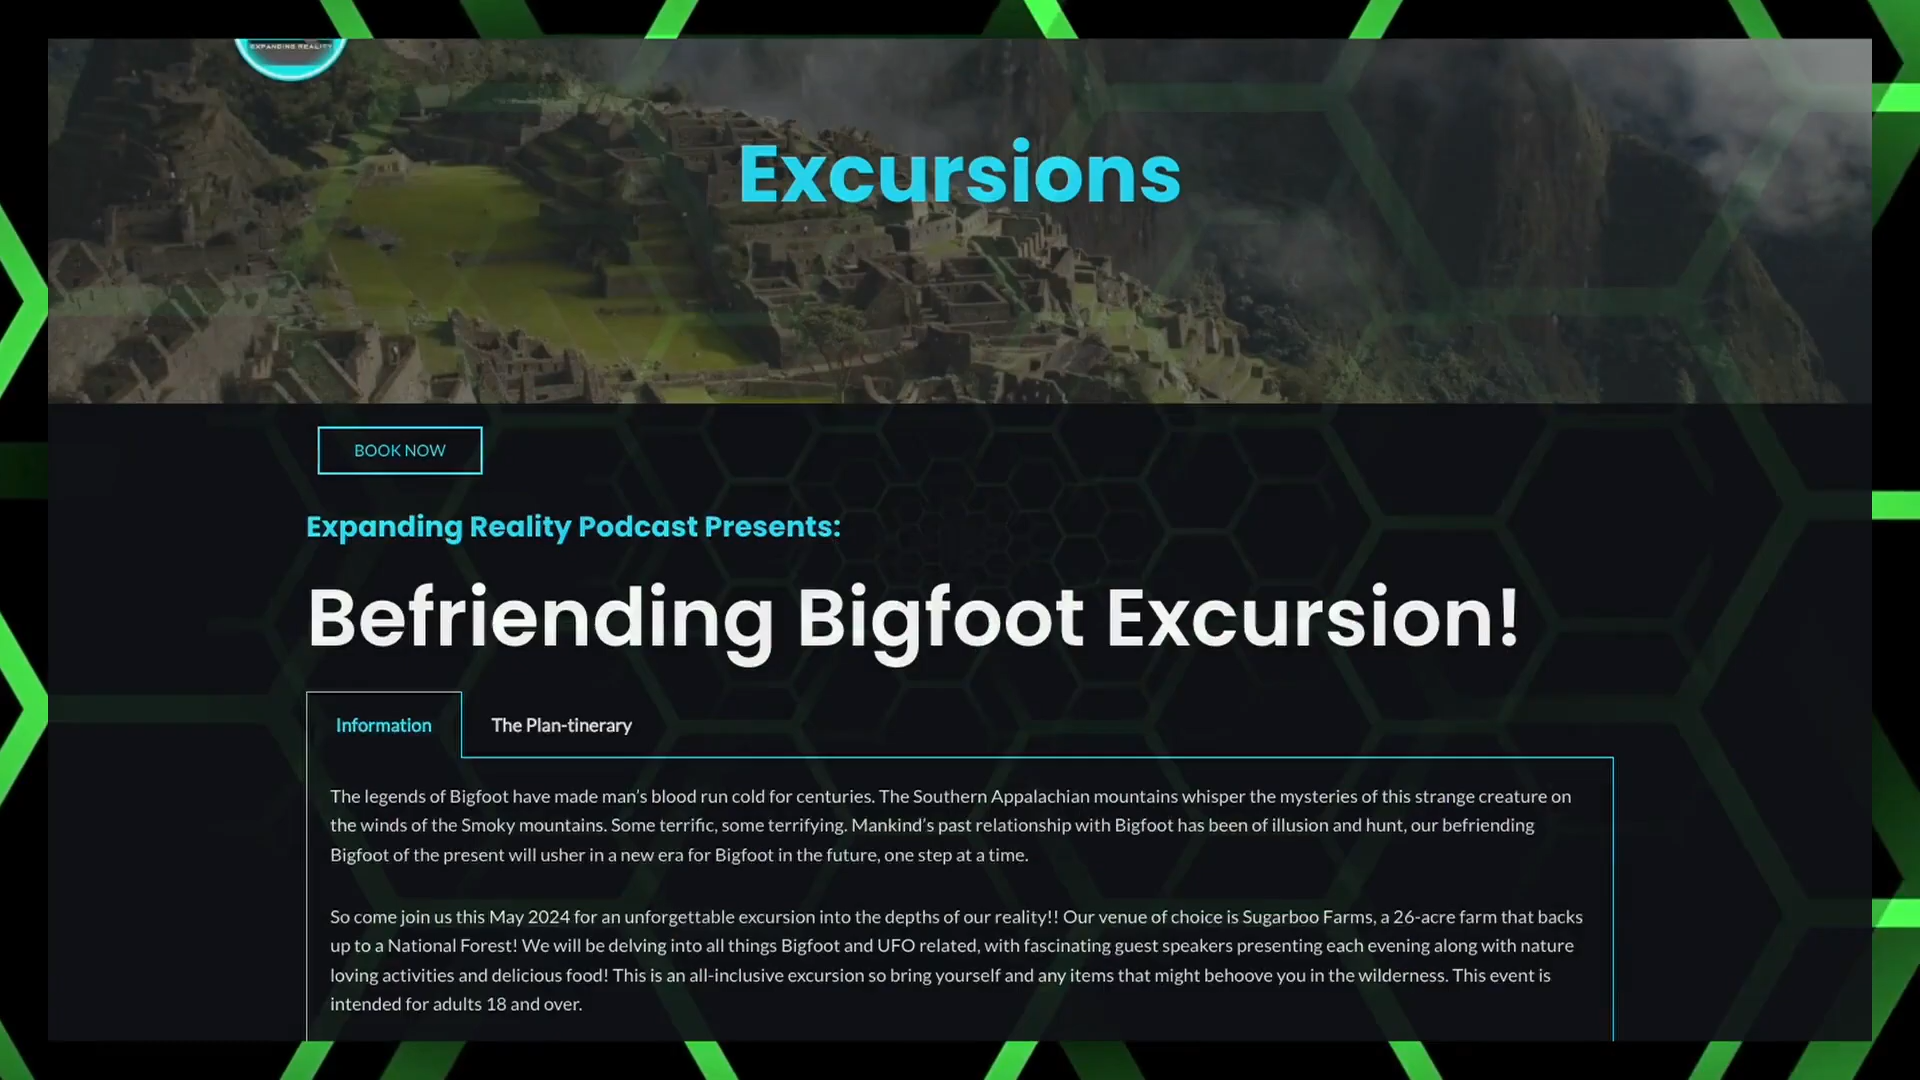 EXPANDING REALITY
Excursions
BOOK NOW
Expanding Reality Podcast Presents:
Befriending Bigfoot Excursion!
Information
The Plan-tinerary
The legends of Bigfoot have made man’s blood run cold for centuries. The Southern Appalachian mountains whisper the mysteries of this strange creature on
the winds of the Smoky mountains. Some terrific, some terrifying. Mankind’s past relationship with Bigfoot has been of illusion and hunt, our befriending
Bigfoot of the present will usher in a new era for Bigfoot in the future, one step at a time.
So come join us this May 2024 for an unforgettable excursion into the depths of our reality!! Our venue of choice is Sugarboo Farms, a 26-acre farm that backs
up to a National Forest! We will be delving into all things Bigfoot and UFO related, with fascinating guest speakers presenting each evening along with nature
loving activities and delicious food! This is an all-inclusive excursion so bring yourself and any items that might behoove you in the wilderness. This event is
intended for adults 18 and over.